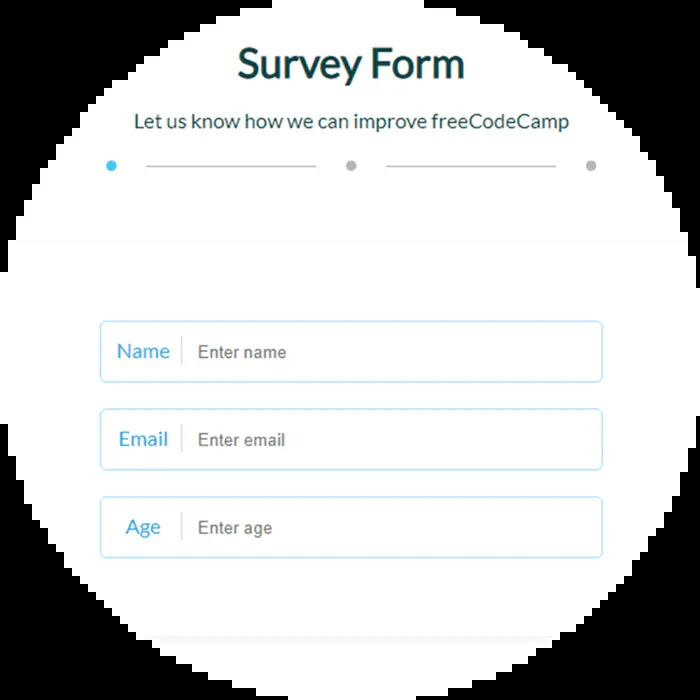 Survey Form
Let us know how we can improve freeCodeCamp
Name Enter name
Email Enter email
Age Enter age